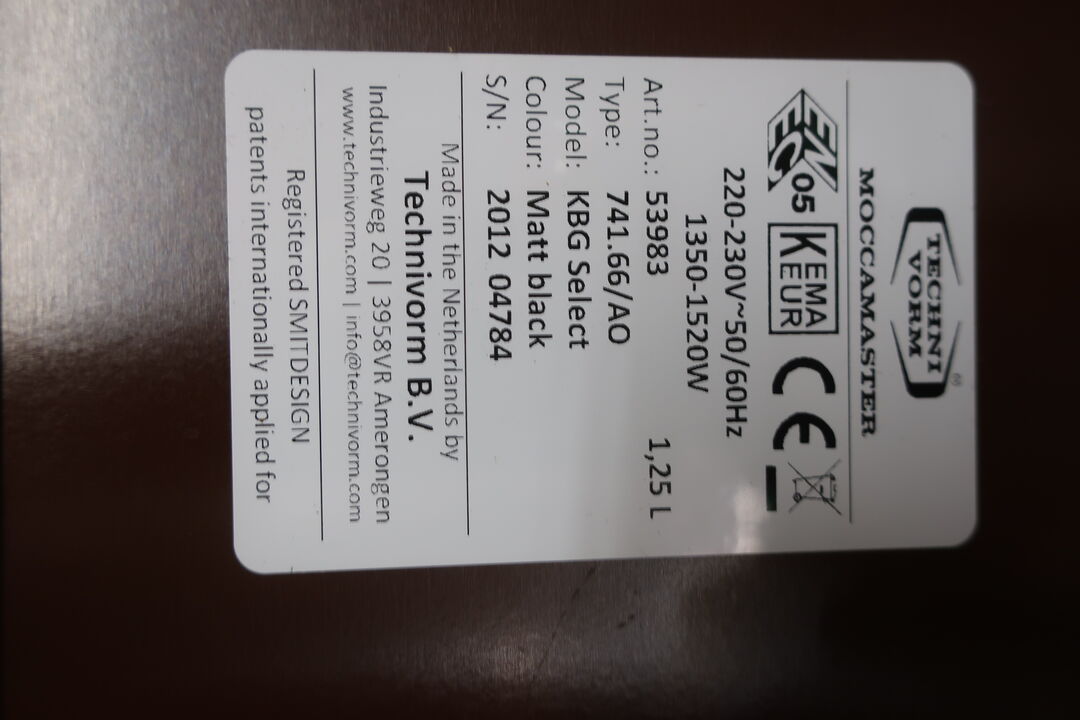 TECHNI
VORM
MOCCAMASTER
ENEC 05 KEMA KEUR CE
220-230V~50/60Hz
1350-1520W
Art.no.: 53983 1,25 L
Type: 741.66/AO
Model: KBG Select
Colour: Matt black
S/N: 2012 04784
Made in the Netherlands by
Technivorm B.V.
Industrieweg 20 | 3958VR Amerongen
www.technivorm.com | info@technivorm.com
Registered SMITDESIGN
patents internationally applied for